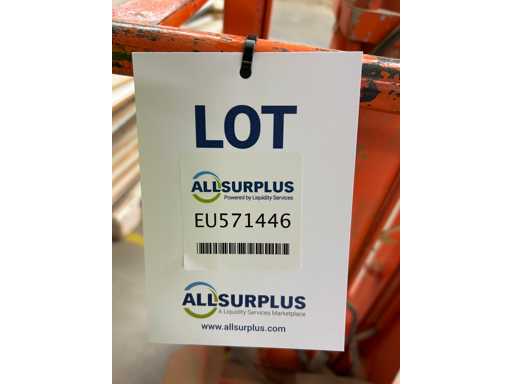 LOT
ALLSURPLUS
Powered by Liquidity Services
EU571446
ALLSURPLUS
A Liquidity Services Marketplace
www.allsurplus.com